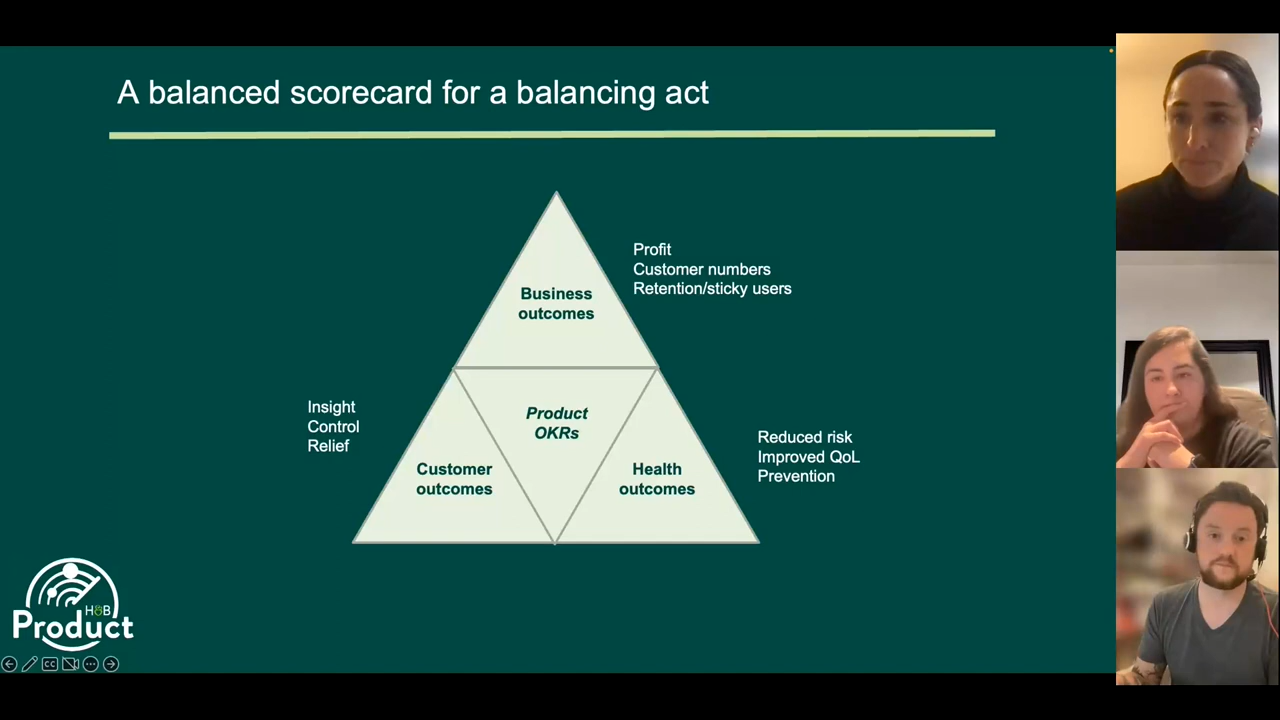 A balanced scorecard for a balancing act
Profit
Customer numbers
Retention/sticky users
Business
outcomes
Insight
Control
Relief
Product
OKRs
Reduced risk
Improved QoL
Prevention
Customer
outcomes
Health
outcomes
H&B
Product
CC